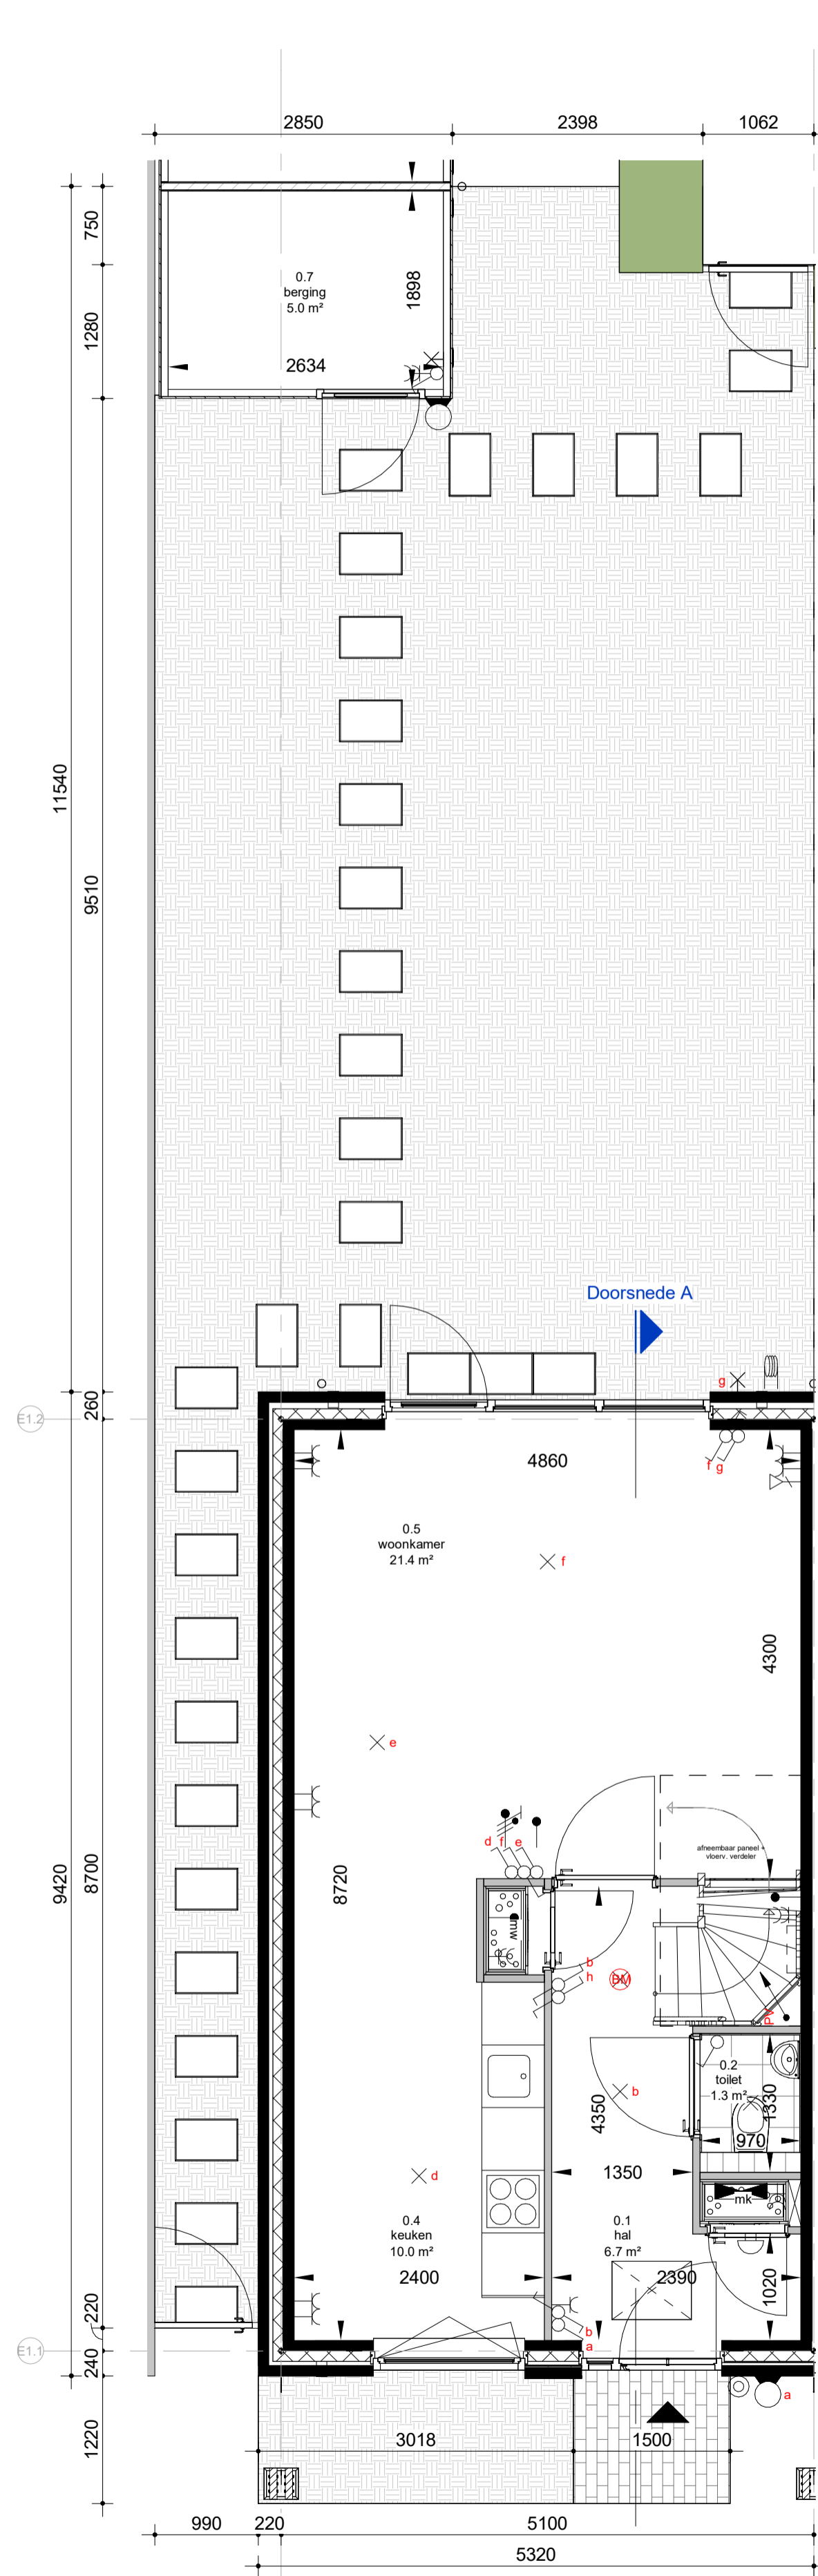 2850
2398
1062
750
0.7
berging
5.0 m²
1898
1280
2634
11540
9510
Doorsnede A
g
260
E1.2
4860
f g
0.5
woonkamer
21.4 m²
f
4300
e
afneembaar paneel +
vloerv. verdeler
d f e
9420
8700
8720
mw
b
h
BM
PV
0.2
toilet
1.3 m²
1330
b
4350
970
1350
d
mk
0.4
keuken
10.0 m²
0.1
hal
6.7 m²
2400
2390
1020
220
b
a
E1.1
240
a
1220
3018
1500
990
220
5100
5320